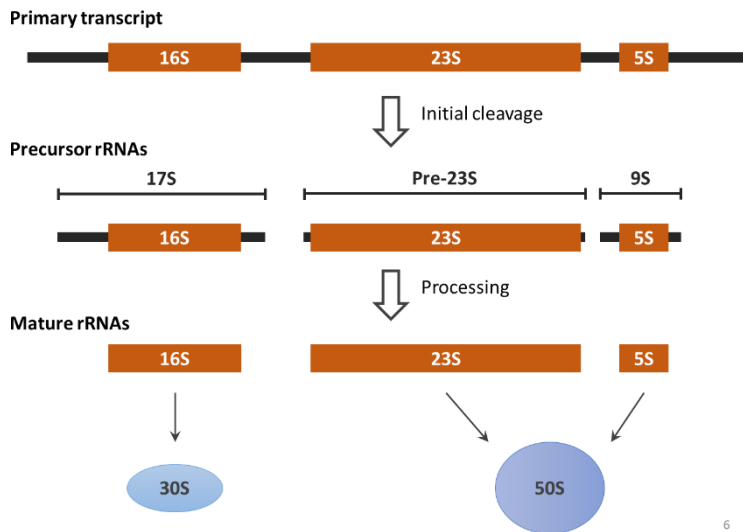 Primary transcript
16S 23S 5S
Initial cleavage
Precursor rRNAs
17S Pre-23S 9S
16S 23S 5S
Processing
Mature rRNAs
16S 23S 5S
30S 50S
6